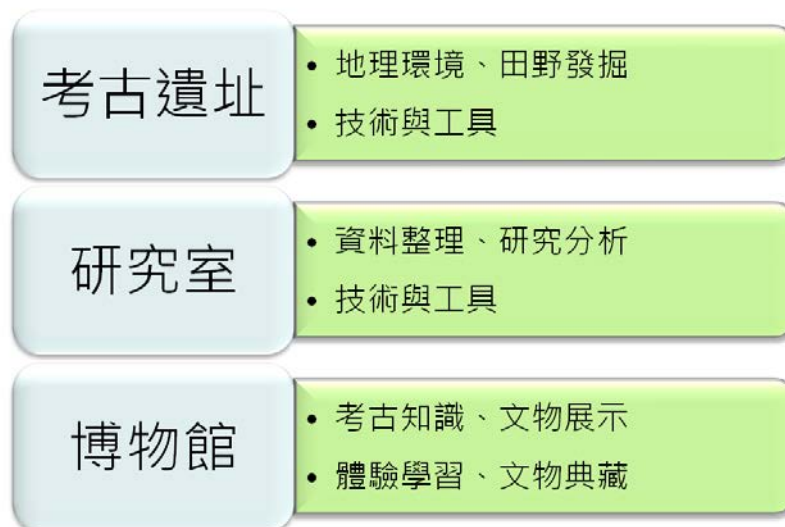 考古遺址
• 地理環境、田野發掘
• 技術與工具
研究室
• 資料整理、研究分析
• 技術與工具
博物館
• 考古知識、文物展示
• 體驗學習、文物典藏